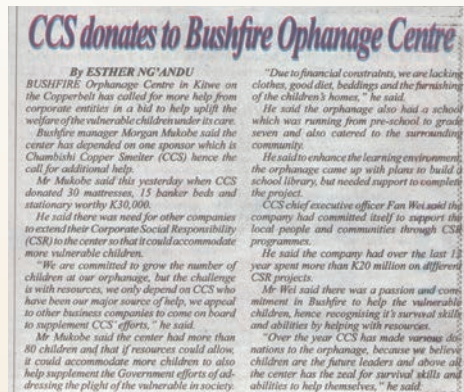 CCS donates to Bushfire Ophanage Centre
By ESTHER NG'ANDU
BUSHFIRE Orphanage Centre in Kitwe on
the Copperbelt has called for more help from
corporate entities in a bid to help uplift the
welfare of the vulnerable children under its care.
Bushfire manager Morgan Mukobe said the
center has depended on one sponsor which is
Chambishi Copper Smelter (CCS) hence the
call for additional help.
Mr Mukobe said this yesterday when CCS
donated 30 mattresses, 15 banker beds and
stationary worthy K30,000.
He said there was need for other companies
to extend their Corporate Social Responsibility
(CSR) to the center so that it could accommodate
more vulnerable children.
"We are committed to grow the number of
children at our orphanage, but the challenge
is with resources, we only depend on CCS who
have been our major source of help, we appeal
to other business companies to come on board
to supplement CCS' efforts," he said.
Mr Mukobe said the center had more than
80 children and that if resources could allow,
it could accommodate more children to also
help supplement the Government efforts of ad-
dressing the plight of the vulnerable in society.
"Due to financial constraints, we are lacking
clothes, good diet, beddings and the furnishing
of the children's homes," he said.
He said the orphanage also had a school
which was running from pre-school to grade
seven and also catered to the surrounding
community.
He said to enhance the learning environment,
the orphanage came up with plans to build a
school library, but needed support to complete
the project.
CCS chief executive officer Fan Wei said the
company had committed itself to support the
local people and communities through CSR
programmes.
He said the company had over the last 13
year spent more than K20 million on different
CSR projects.
Mr Wei said there was a passion and com-
mitment in Bushfire to help the vulnerable
children, hence recognising it's survival skills
and abilities by helping with resources.
"Over the year CCS has made various do-
nations to the orphanage, because we believe
children are the future leaders and above all
the center has the zeal for survival skills and
abilities to help themselves," he said.